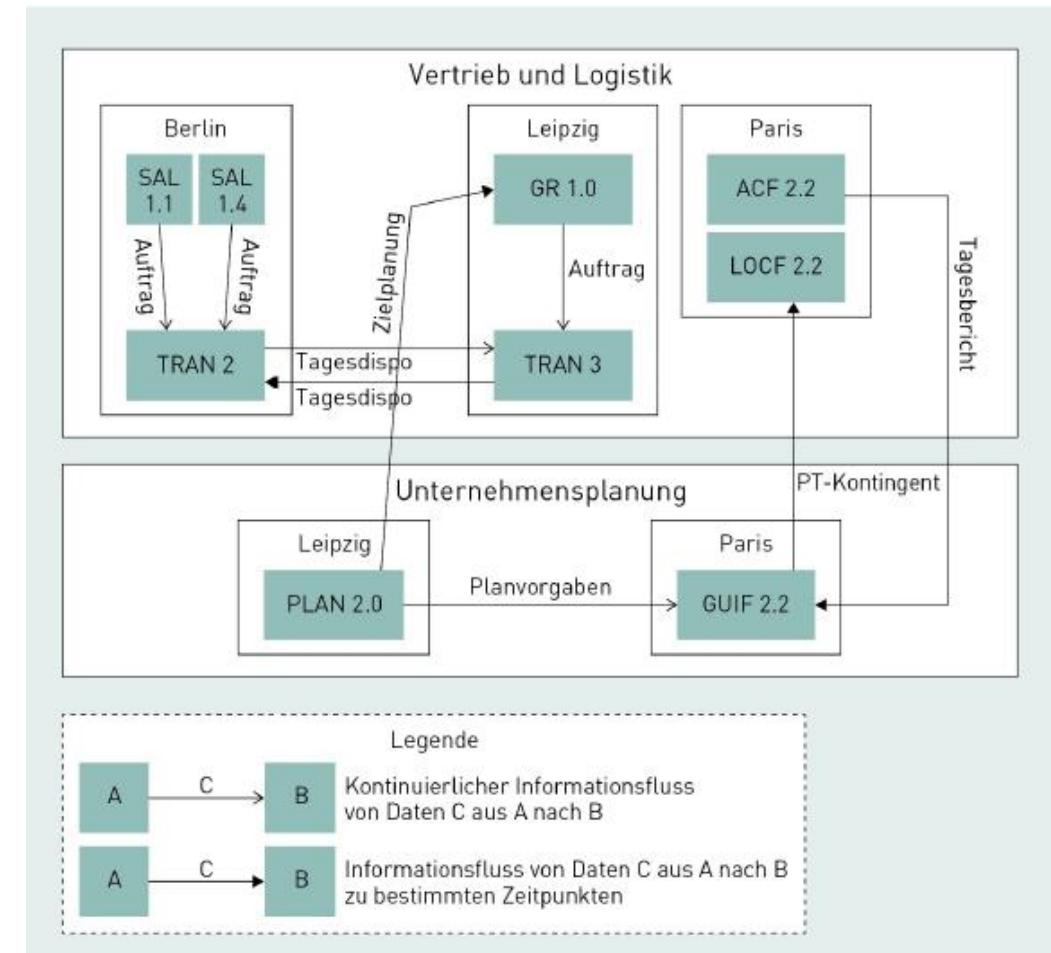 Vertrieb und Logistik
Berlin
SAL
1.1
SAL
1.4
Auftrag
Auftrag
TRAN 2
Tagesdispo
Tagesdispo
Zielplanung
Leipzig
GR 1.0
Auftrag
TRAN 3
Paris
ACF 2.2
LOCF 2.2
Tagesbericht
PT-Kontingent
Unternehmensplanung
Leipzig
PLAN 2.0
Planvorgaben
Paris
GUIF 2.2
Legende
A
C
B
Kontinuierlicher Informationsfluss
von Daten C aus A nach B
A
C
B
Informationsfluss von Daten C aus A nach B
zu bestimmten Zeitpunkten